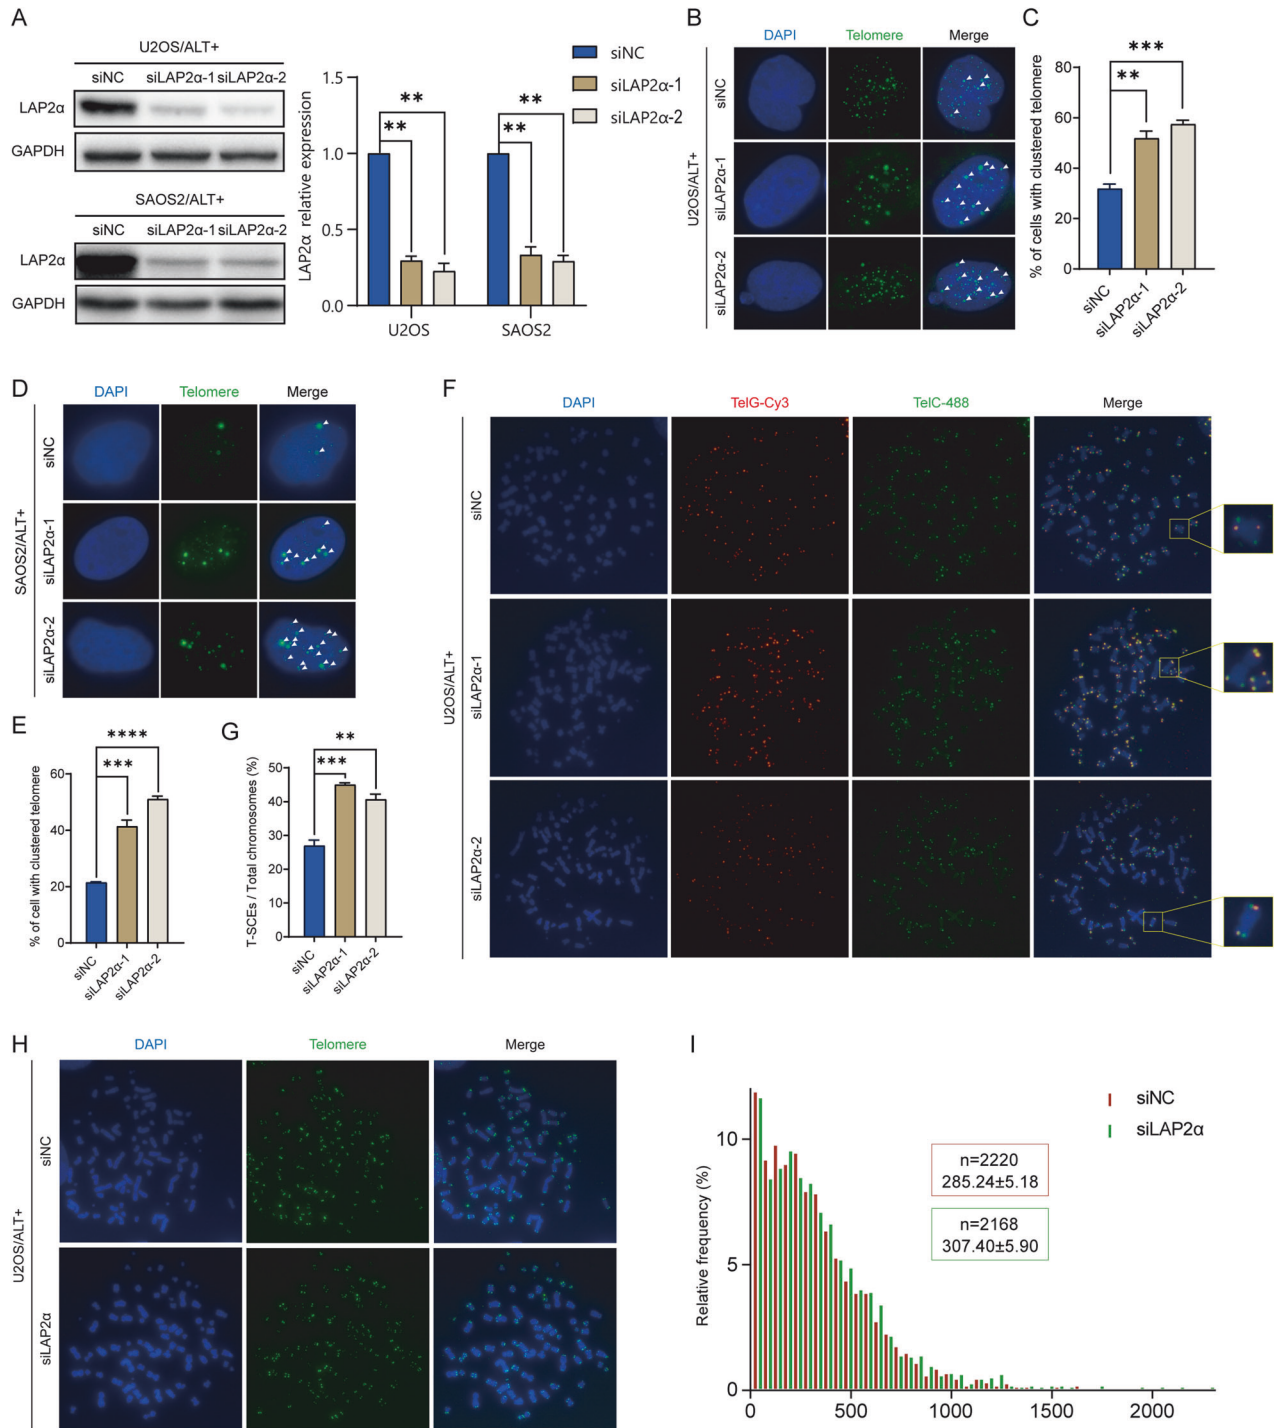 A
U2OS/ALT+
siNC siLAP2α-1 siLAP2α-2
LAP2α
GAPDH
SAOS2/ALT+
siNC siLAP2α-1 siLAP2α-2
LAP2α
GAPDH
LAP2α relative expression
1.5
1.0
0.5
0.0
** ** ** **
U2OS SAOS2
siNC
siLAP2α-1
siLAP2α-2
B
DAPI Telomere Merge
U2OS/ALT+
siNC
siLAP2α-1
siLAP2α-2
C
% of cells with clustered telomere
80
60
40
20
0
***
**
siNC
siLAP2α-1
siLAP2α-2
D
DAPI Telomere Merge
SAOS2/ALT+
siNC
siLAP2α-1
siLAP2α-2
E
% of cell with clustered telomere
60
40
20
0
****
***
siNC
siLAP2α-1
siLAP2α-2
G
T-SCEs / Total chromosomes (%)
50
40
30
20
10
0
**
***
siNC
siLAP2α-1
siLAP2α-2
F
DAPI TelG-Cy3 TelC-488 Merge
U2OS/ALT+
siNC
siLAP2α-1
siLAP2α-2
H
DAPI Telomere Merge
U2OS/ALT+
siNC
siLAP2α
I
Relative frequency (%)
10
5
0
0 500 1000 1500 2000
siNC
siLAP2α
n=2220
285.24±5.18
n=2168
307.40±5.90